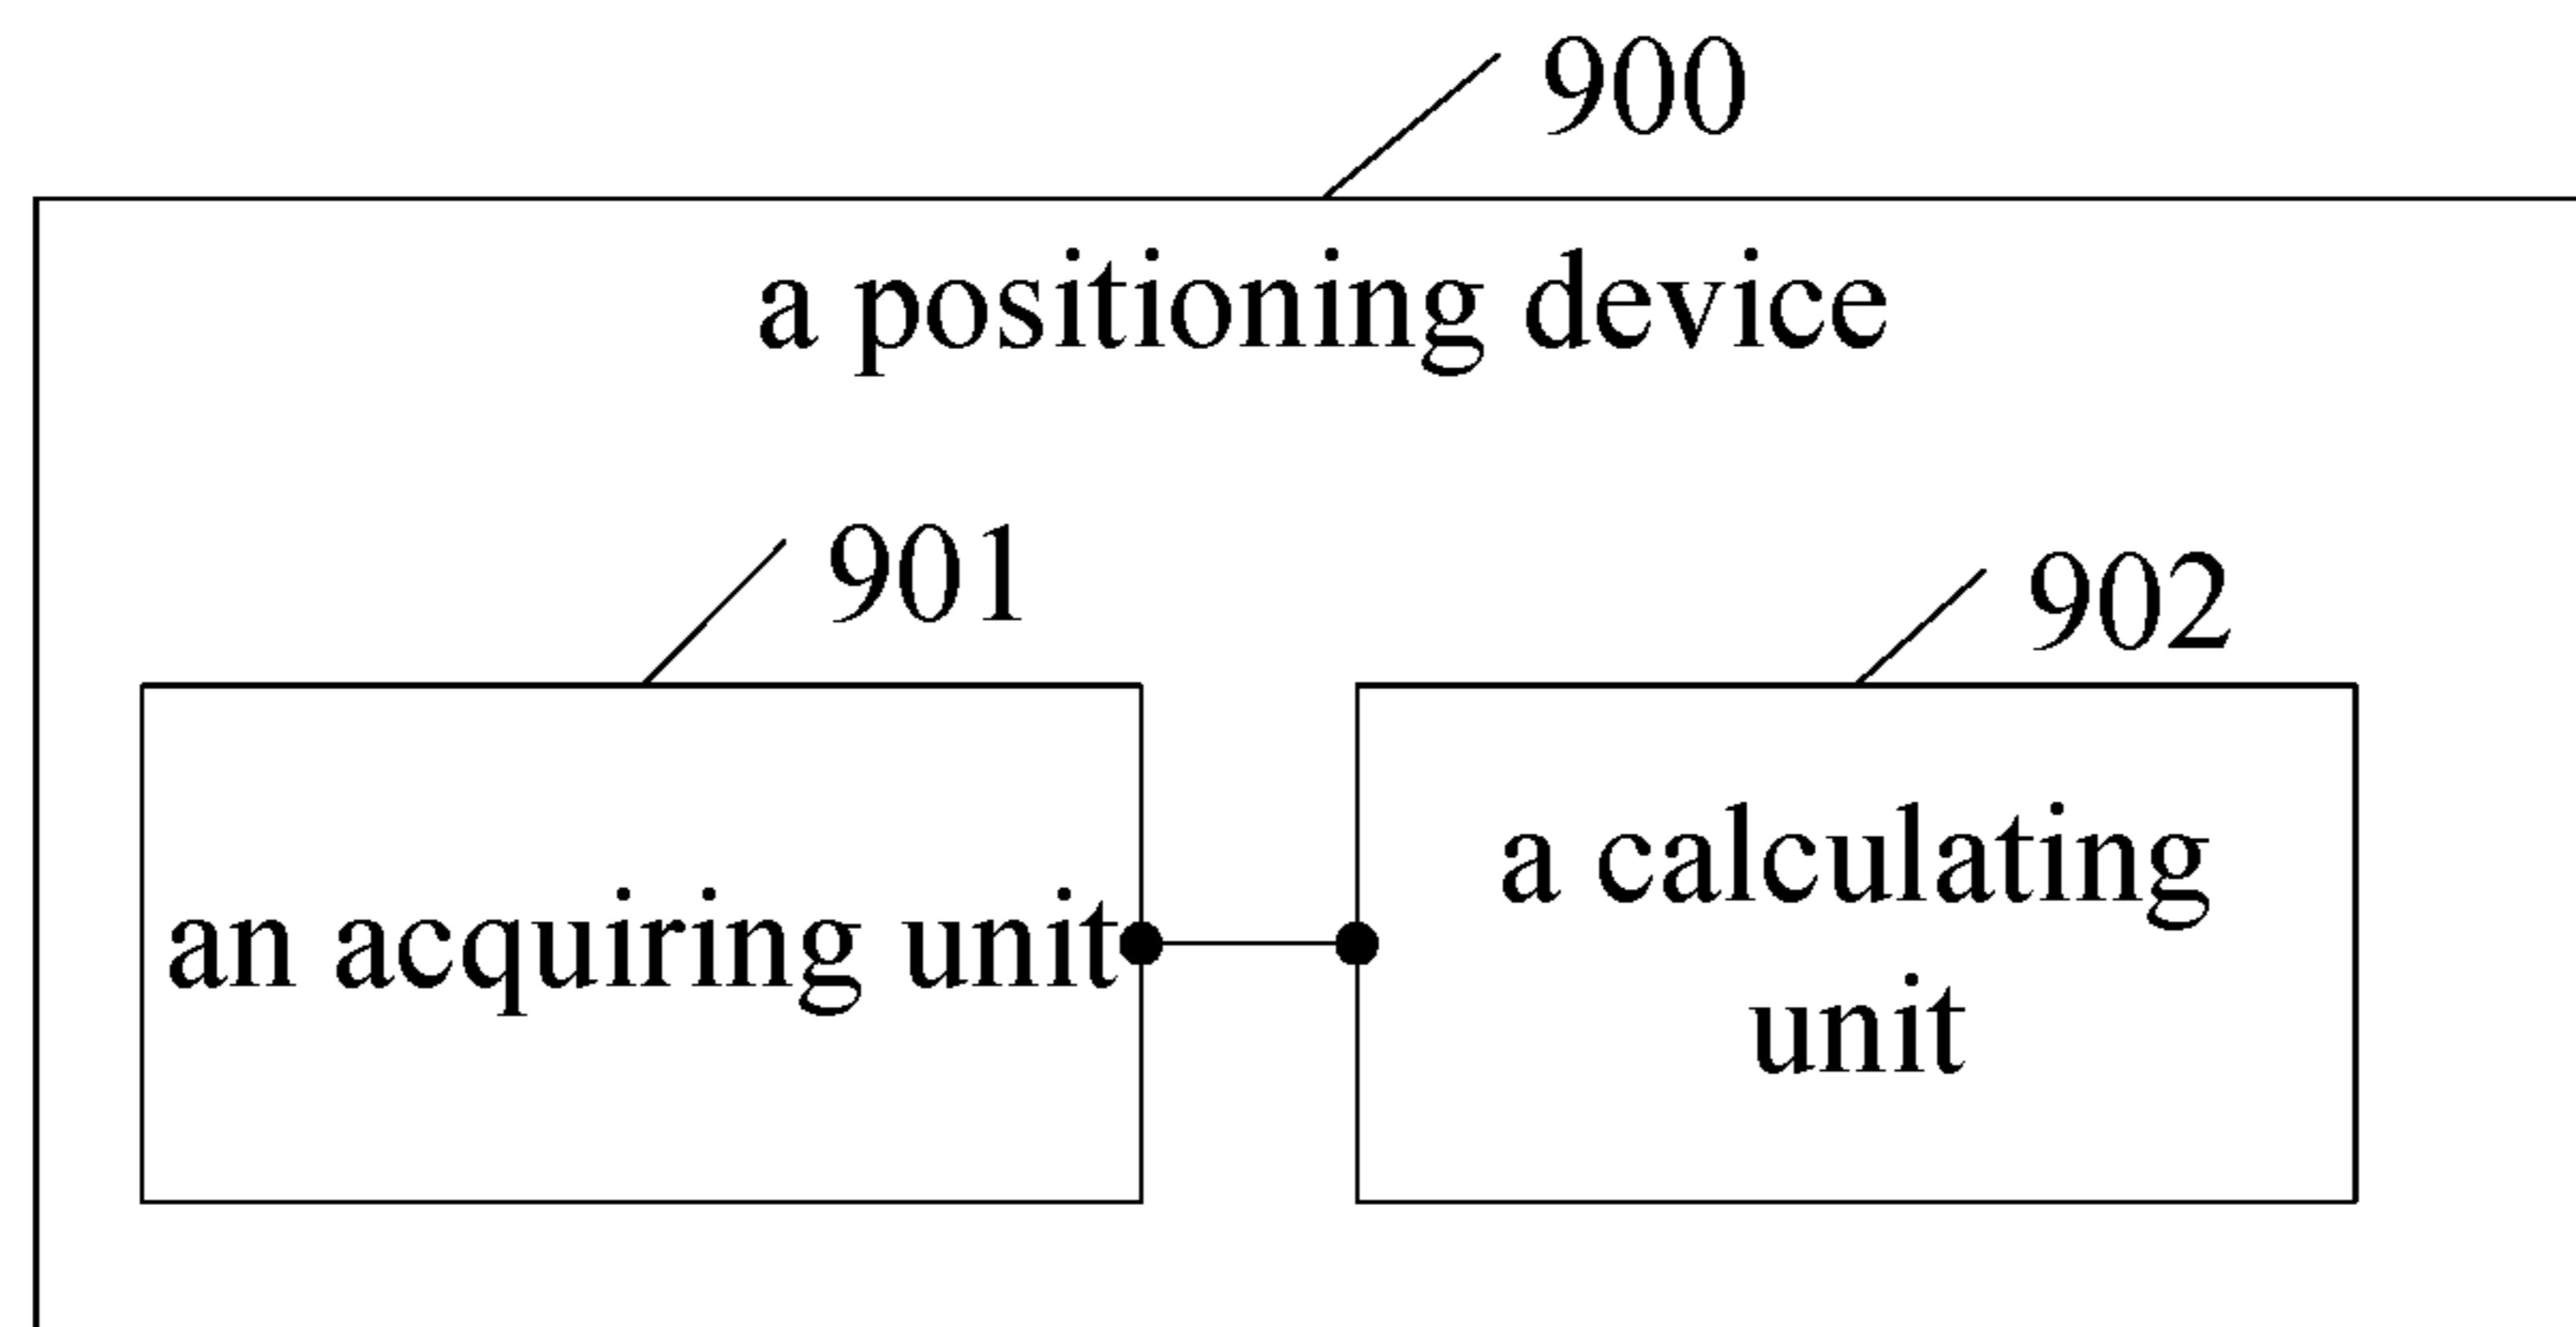 900
a positioning device
901
902
an acquiring unit
a calculating
unit